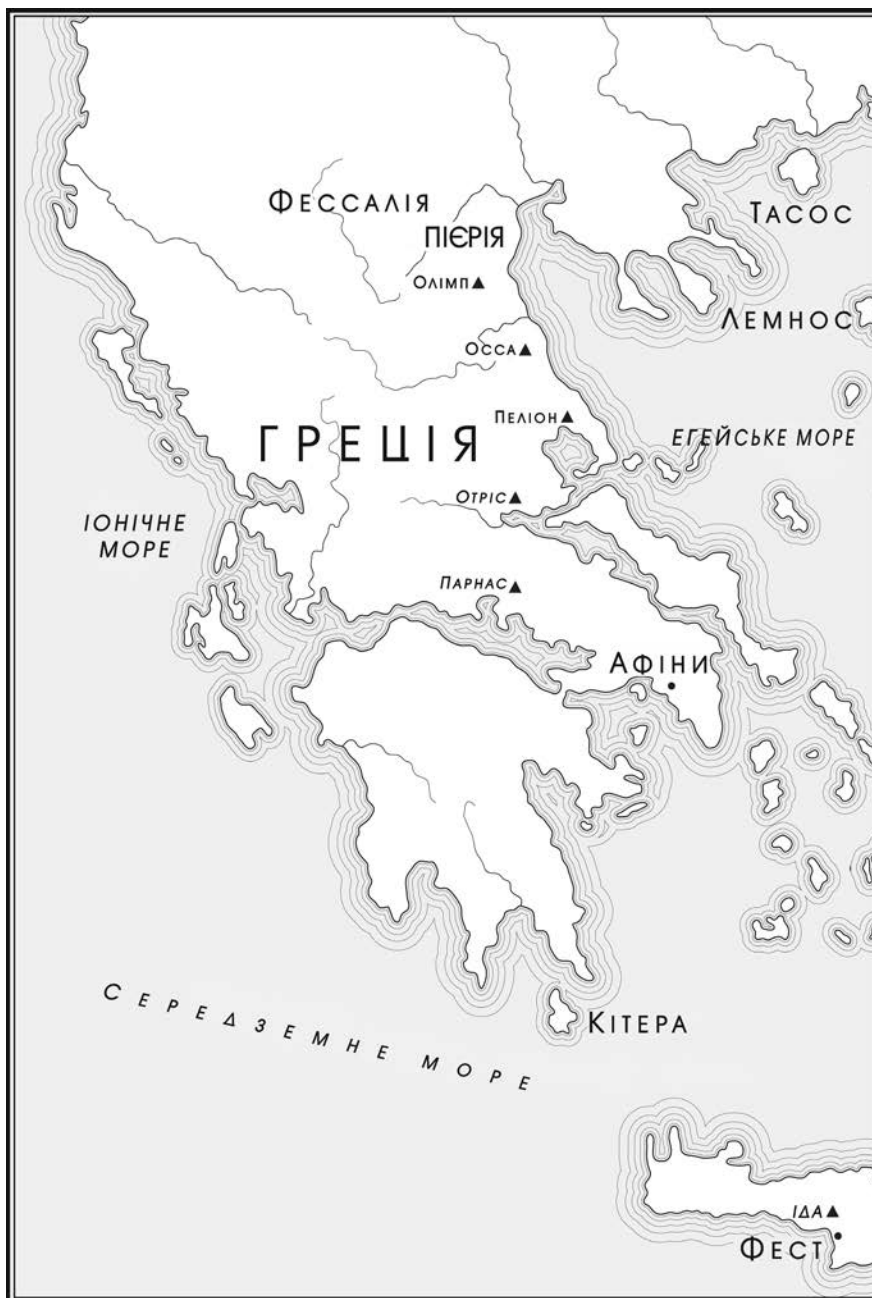 Фессалія
Тасос
Пієрія
Олімп
Лемнос
Осса
Пеліон
Греція
Егейське море
Отріс
Іонічне
море
Парнас
Афіни
Середземне море
Кітера
Іда
Фест